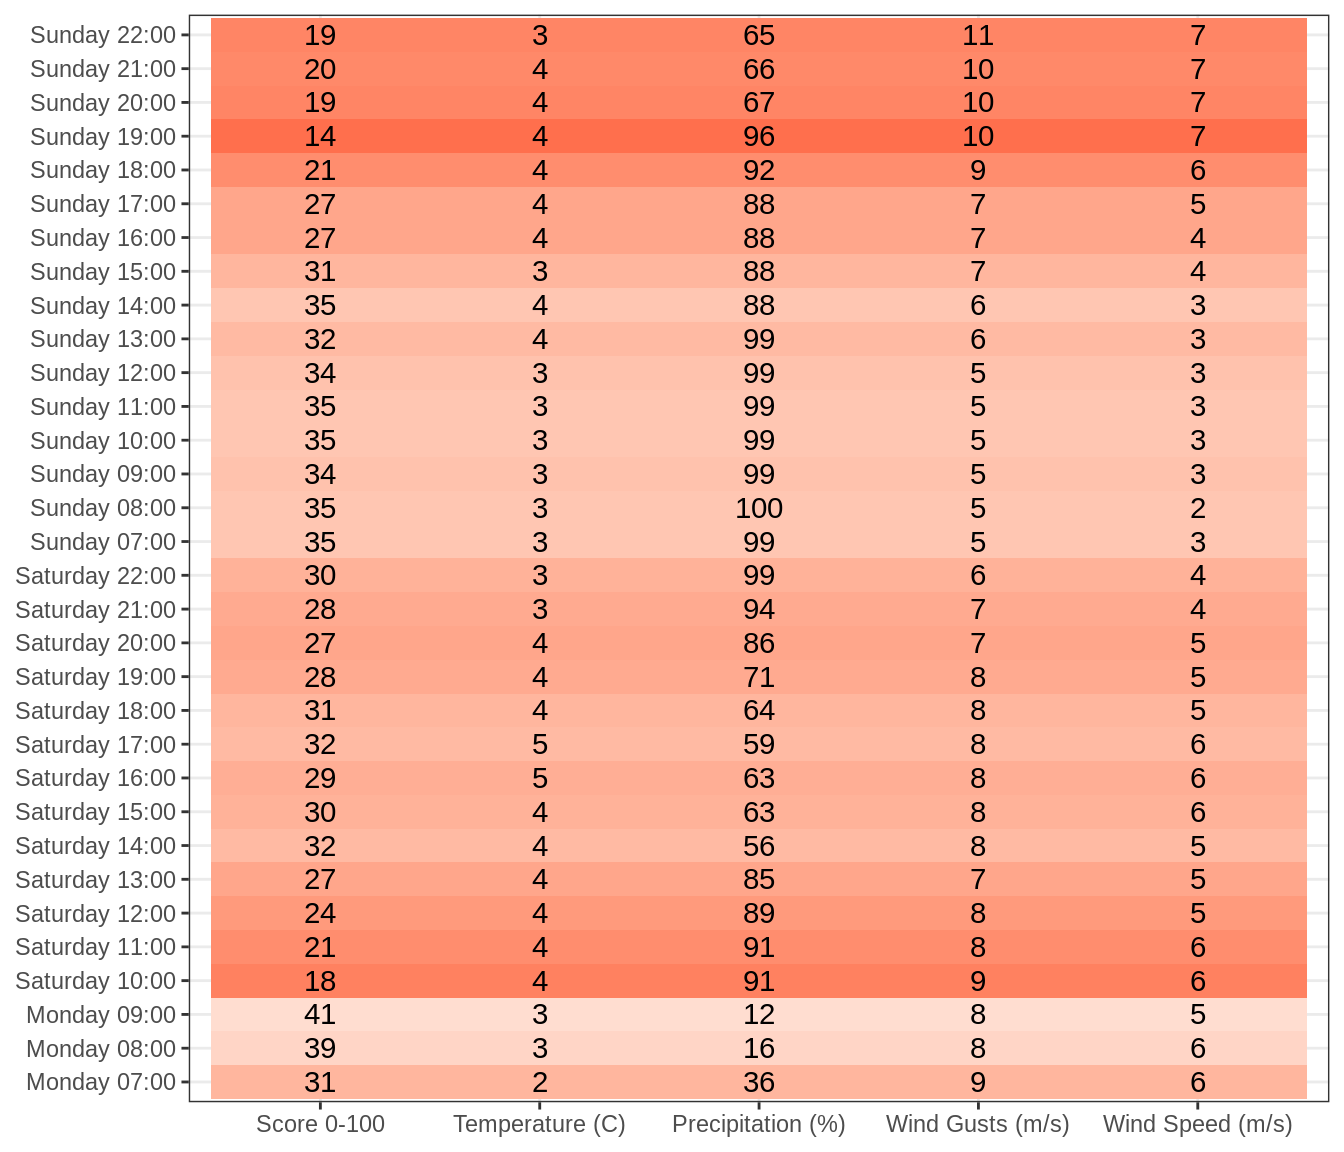 Sunday 22:00 19 3 65 11 7
Sunday 21:00 20 4 66 10 7
Sunday 20:00 19 4 67 10 7
Sunday 19:00 14 4 96 10 7
Sunday 18:00 21 4 92 9 6
Sunday 17:00 27 4 88 7 5
Sunday 16:00 27 4 88 7 4
Sunday 15:00 31 3 88 7 4
Sunday 14:00 35 4 88 6 3
Sunday 13:00 32 4 99 6 3
Sunday 12:00 34 3 99 5 3
Sunday 11:00 35 3 99 5 3
Sunday 10:00 35 3 99 5 3
Sunday 09:00 34 3 99 5 3
Sunday 08:00 35 3 100 5 2
Sunday 07:00 35 3 99 5 3
Saturday 22:00 30 3 99 6 4
Saturday 21:00 28 3 94 7 4
Saturday 20:00 27 4 86 7 5
Saturday 19:00 28 4 71 8 5
Saturday 18:00 31 4 64 8 5
Saturday 17:00 32 5 59 8 6
Saturday 16:00 29 5 63 8 6
Saturday 15:00 30 4 63 8 6
Saturday 14:00 32 4 56 8 5
Saturday 13:00 27 4 85 7 5
Saturday 12:00 24 4 89 8 5
Saturday 11:00 21 4 91 8 6
Saturday 10:00 18 4 91 9 6
Monday 09:00 41 3 12 8 5
Monday 08:00 39 3 16 8 6
Monday 07:00 31 2 36 9 6
Score 0-100 Temperature (C) Precipitation (%) Wind Gusts (m/s) Wind Speed (m/s)